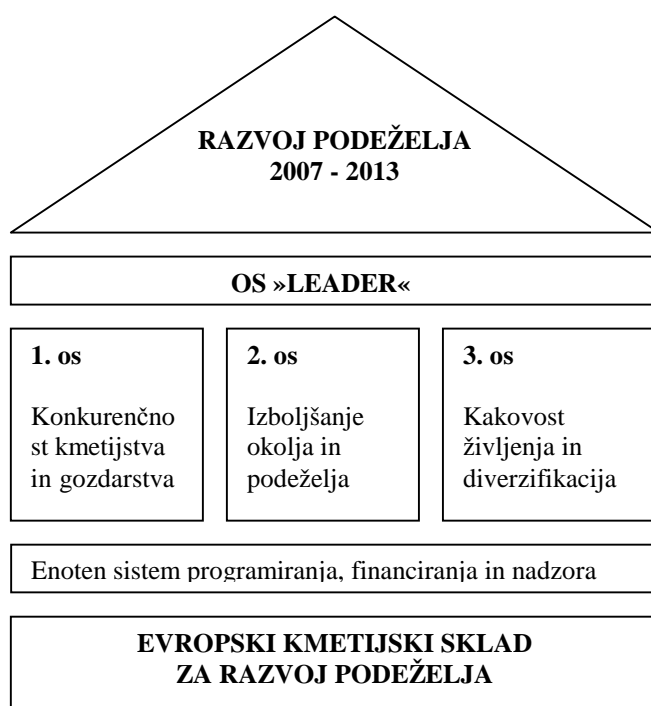 RAZVOJ PODEŽELJA
2007 - 2013
OS »LEADER«
1. os
Konkurenčno
st kmetijstva
in gozdarstva
2. os
Izboljšanje
okolja in
podeželja
3. os
Kakovost
življenja in
diverzifikacija
Enoten sistem programiranja, financiranja in nadzora
EVROPSKI KMETIJSKI SKLAD
ZA RAZVOJ PODEŽELJA